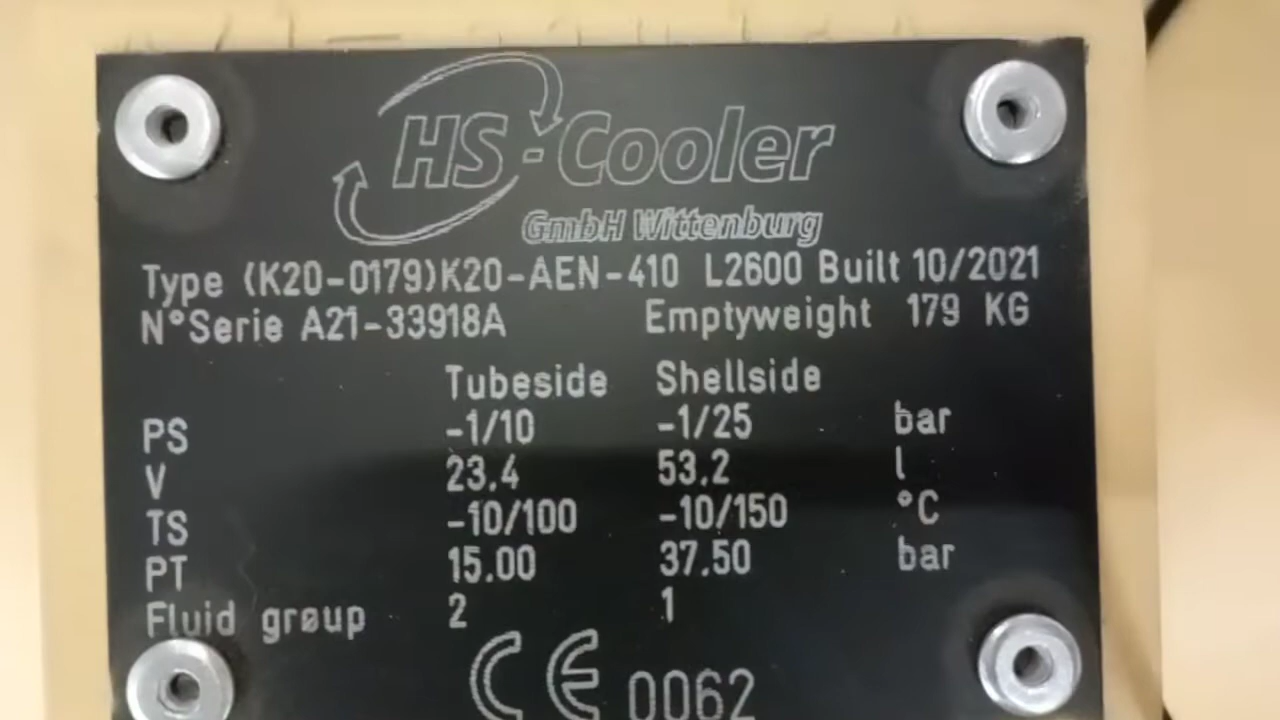 HS-Cooler
GmbH Wittenburg
Type (K20-0179)K20-AEN-410 L2600 Built 10/2021
N°Serie A21-33918A Emptyweight 179 KG
Tubeside Shellside
PS -1/10 -1/25 bar
V 23.4 53.2 l
TS -10/100 -10/150 °C
PT 15.00 37.50 bar
Fluid group 2 1
CE 0062